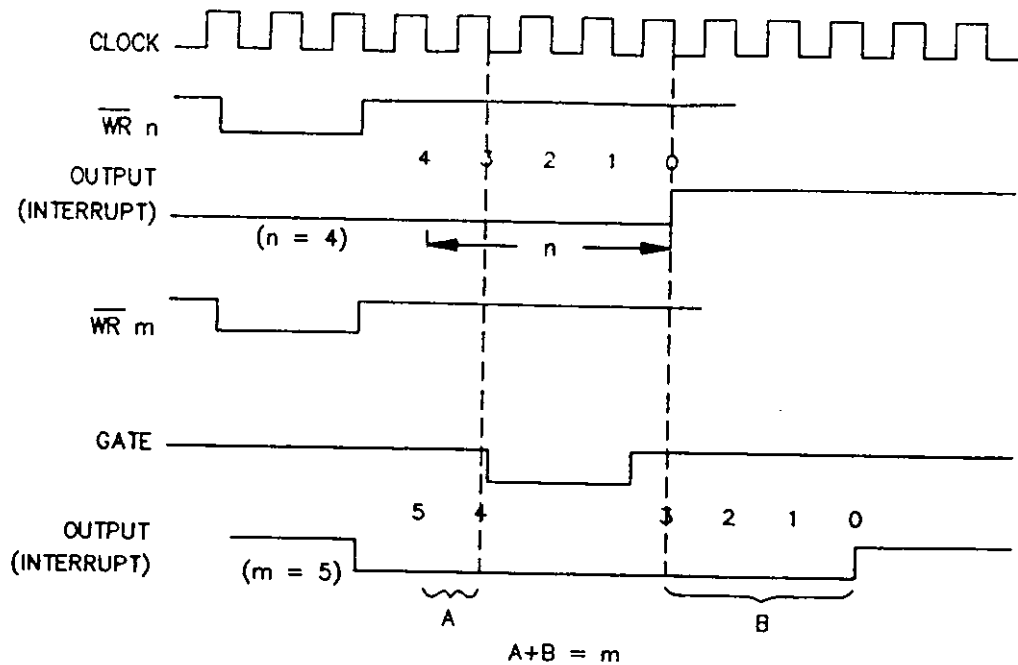 CLOCK
WR n
4 3 2 1 0
OUTPUT
(INTERRUPT)
(n = 4)
n
WR m
GATE
5 4 3 2 1 0
OUTPUT
(INTERRUPT)
(m = 5)
A
B
A+B = m